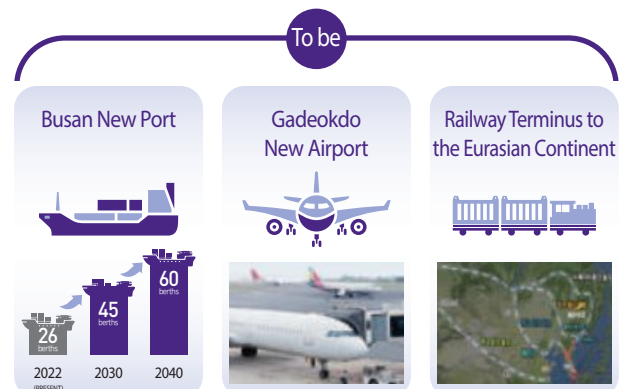 To be
Busan New Port
26
berths
45
berths
60
berths
2022
(PRESENT)
2030
2040
Gadeokdo
New Airport
Railway Terminus to
the Eurasian Continent